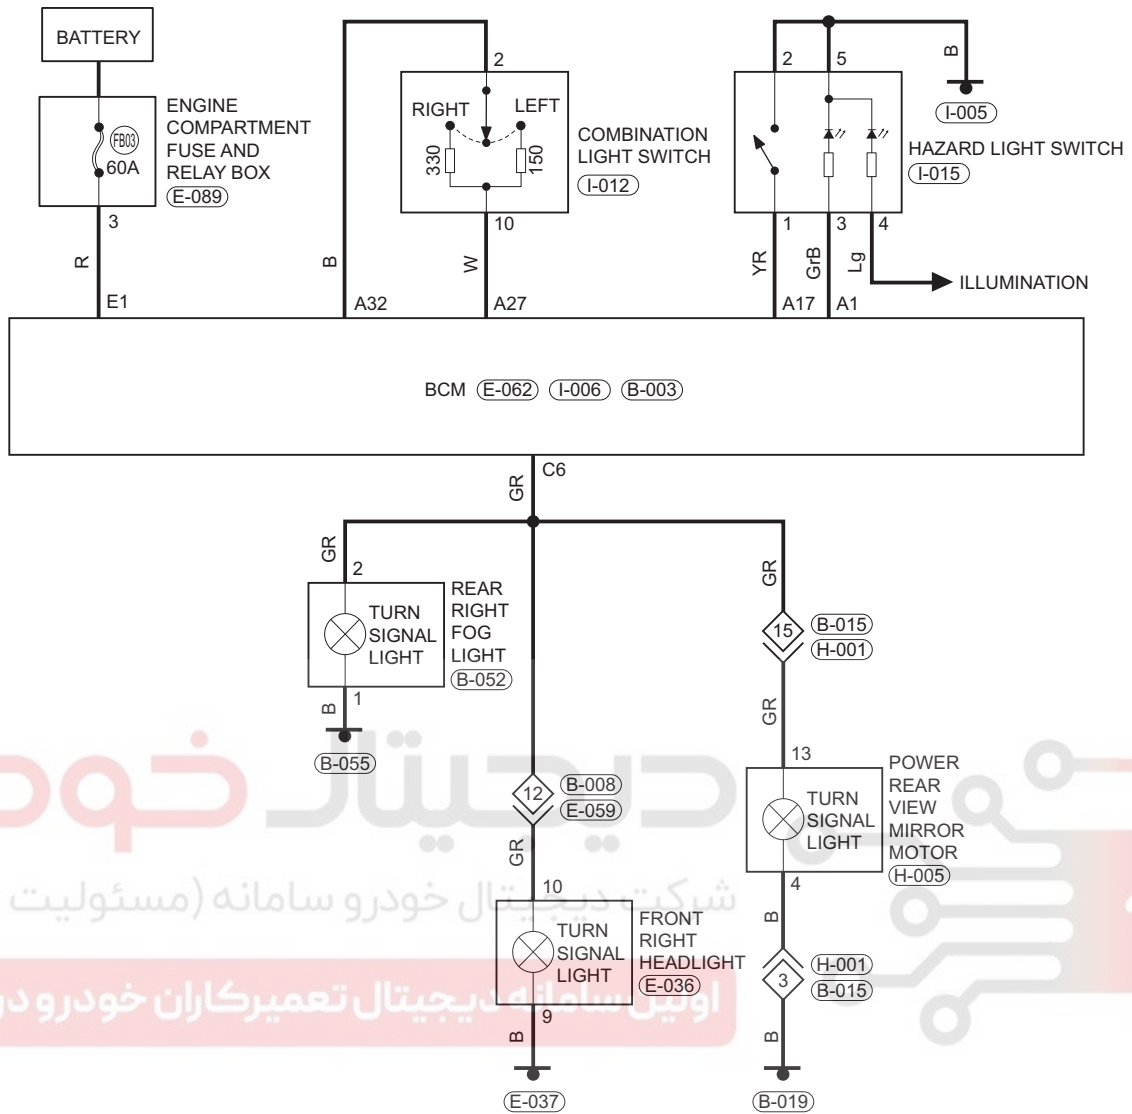 BATTERY
ENGINE
COMPARTMENT
FUSE AND
RELAY BOX
E-089
FB03
60A
3
R
E1
B
A32
2
RIGHT
LEFT
330
150
COMBINATION
LIGHT SWITCH
I-012
10
W
A27
2
5
B
I-005
HAZARD LIGHT SWITCH
I-015
1
3
4
YR
GrB
Lg
ILLUMINATION
A17
A1
BCM E-062 I-006 B-003
C6
GR
GR
2
TURN
SIGNAL
LIGHT
REAR
RIGHT
FOG
LIGHT
B-052
1
B
B-055
12
B-008
E-059
GR
10
TURN
SIGNAL
LIGHT
FRONT
RIGHT
HEADLIGHT
E-036
9
B
E-037
GR
15
B-015
H-001
GR
13
TURN
SIGNAL
LIGHT
POWER
REAR
VIEW
MIRROR
MOTOR
H-005
4
B
3
H-001
B-015
B
B-019
دیجیتال خود
شرکت دیجیتال خودرو سامانه (مسئولیت
اولین سامانه دیجیتال تعمیرکاران خودرو در